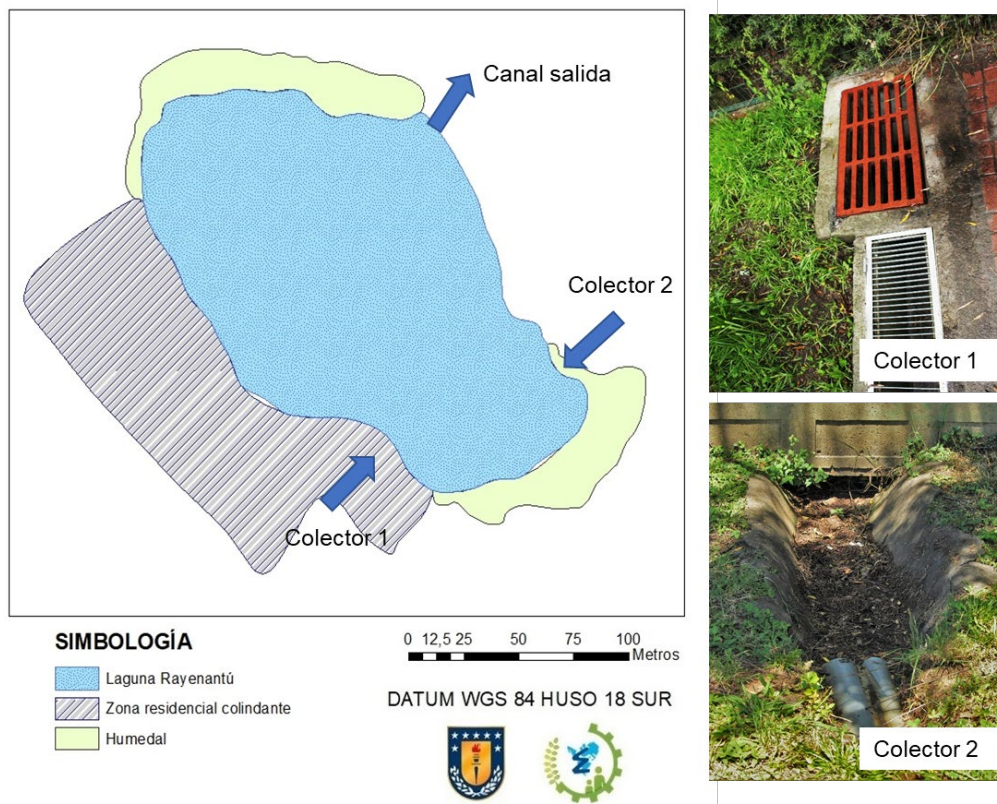 Canal salida
Colector 2
Colector 1
SIMBOLOGÍA
Laguna Rayenantú
Zona residencial colindante
Humedal
0 12,5 25 50 75 100
Metros
DATUM WGS 84 HUSO 18 SUR
Colector 1
Colector 2